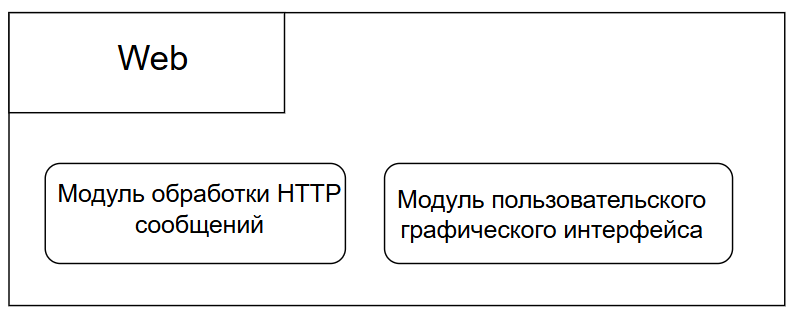 Web
Модуль обработки HTTP
сообщений
Модуль пользовательского
графического интерфейса